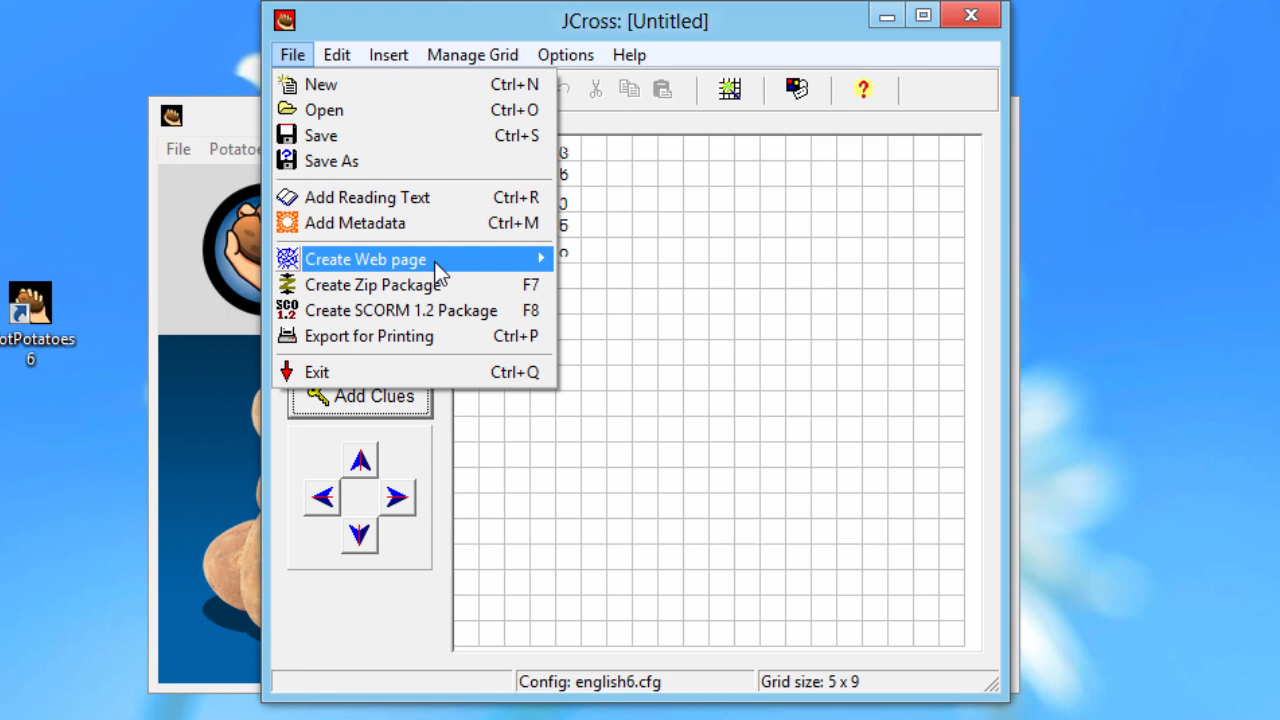 JCross: [Untitled]
File Edit Insert Manage Grid Options Help
New Ctrl+N
Open Ctrl+O
Save Ctrl+S
Save As
Add Reading Text Ctrl+R
Add Metadata Ctrl+M
Create Web page
Create Zip Package F7
SCO 1.2 Create SCORM 1.2 Package F8
Export for Printing Ctrl+P
Exit Ctrl+Q
Add Clues
File
otPotatoes
6
Config: english6.cfg
Grid size: 5 x 9